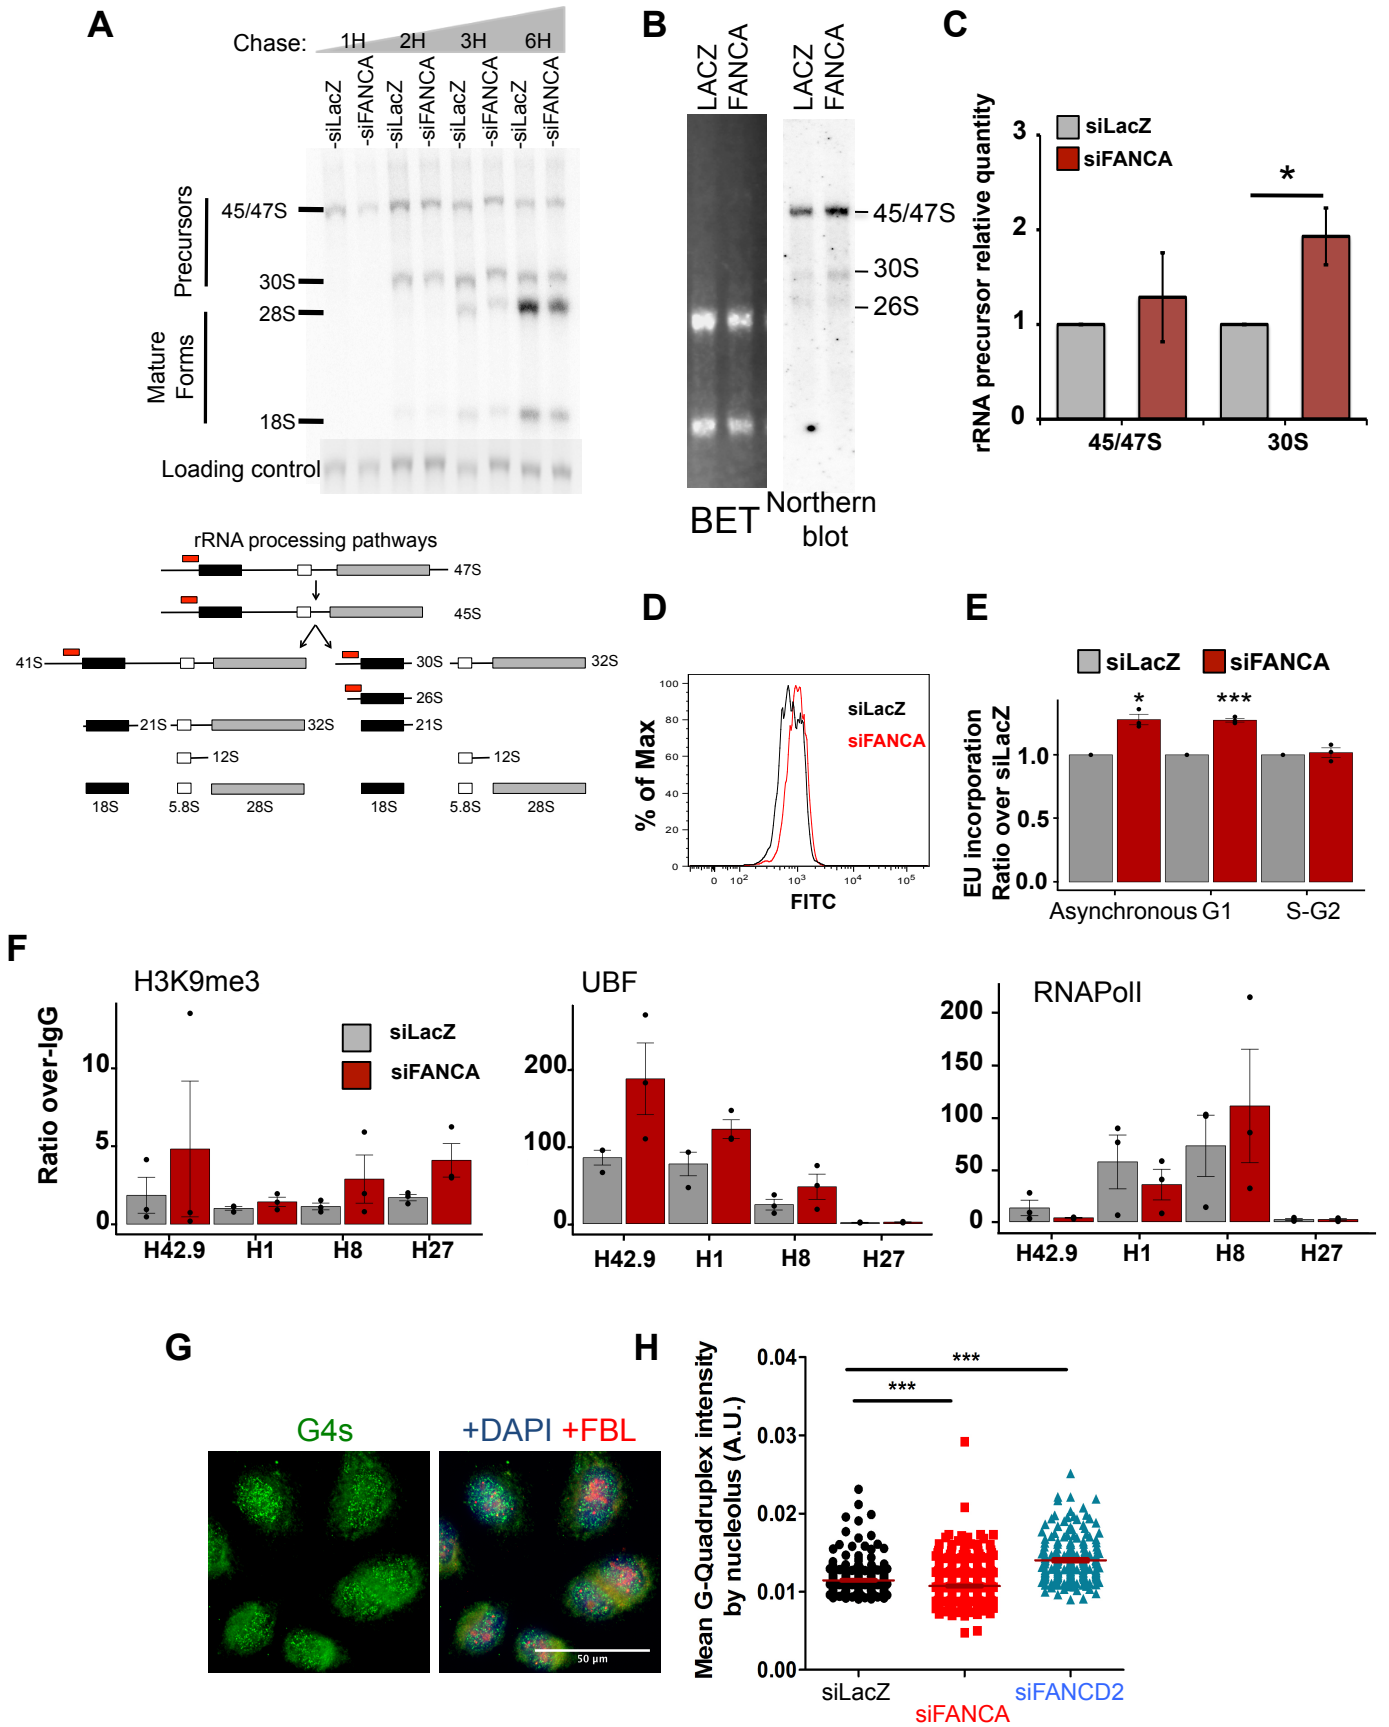 A
Chase:
1H
2H
3H
6H
-siLacZ
-siFANCA
-siLacZ
-siFANCA
-siLacZ
-siFANCA
-siLacZ
-siFANCA
Precursors
45/47S
30S
Mature
Forms
28S
18S
Loading control
rRNA processing pathways
47S
45S
41S
30S
32S
26S
21S
32S
21S
12S
12S
18S
5.8S
28S
18S
5.8S
28S
B
LACZ
FANCA
LACZ
FANCA
45/47S
30S
26S
BET
Northern
blot
C
rRNA precursor relative quantity
siLacZ
siFANCA
*
3
2
1
0
45/47S
30S
D
% of Max
100
80
60
40
20
0
siLacZ
siFANCA
0
10²
10³
10⁴
10⁵
FITC
E
siLacZ
siFANCA
EU incorporation
Ratio over siLacZ
1.0
0.5
0.0
*
***
Asynchronous
G1
S-G2
F
H3K9me3
Ratio over-IgG
siLacZ
siFANCA
10
5
0
H42.9
H1
H8
H27
UBF
200
100
0
H42.9
H1
H8
H27
RNAPolI
200
150
100
50
0
H42.9
H1
H8
H27
G
G4s
+DAPI +FBL
50 µm
H
Mean G-Quadruplex intensity
by nucleolus (A.U.)
0.04
0.03
0.02
0.01
0.00
***
***
siLacZ
siFANCA
siFANCD2